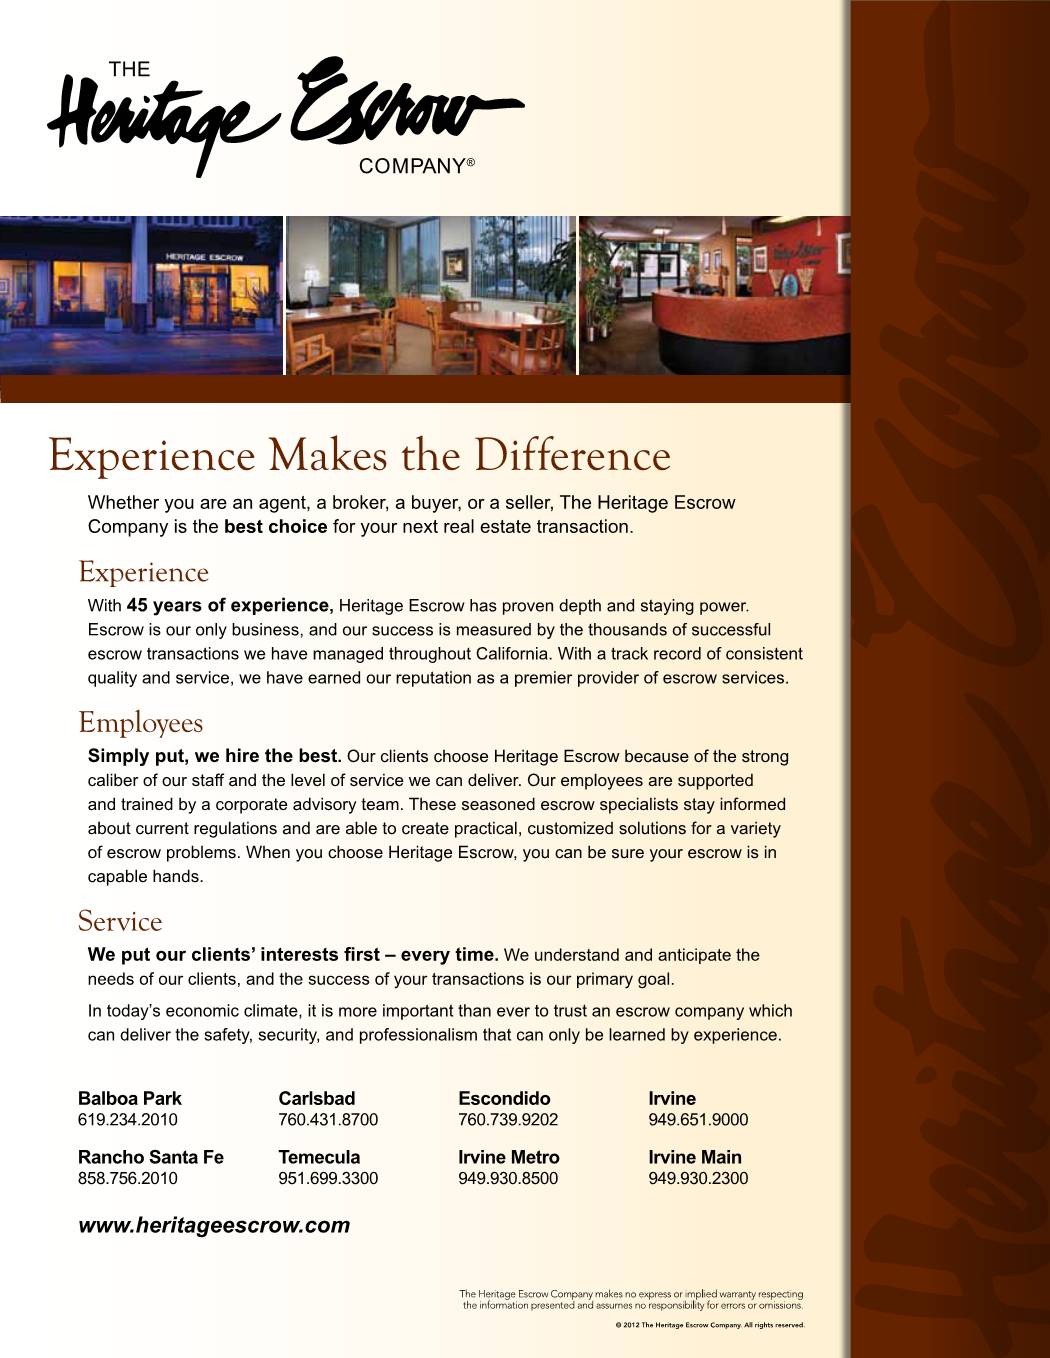 THE
Heritage Escrow
COMPANY®
HERITAGE ESCROW
Heritage Escrow
Experience Makes the Difference
Whether you are an agent, a broker, a buyer, or a seller, The Heritage Escrow
Company is the best choice for your next real estate transaction.
Experience
With 45 years of experience, Heritage Escrow has proven depth and staying power.
Escrow is our only business, and our success is measured by the thousands of successful
escrow transactions we have managed throughout California. With a track record of consistent
quality and service, we have earned our reputation as a premier provider of escrow services.
Employees
Simply put, we hire the best. Our clients choose Heritage Escrow because of the strong
caliber of our staff and the level of service we can deliver. Our employees are supported
and trained by a corporate advisory team. These seasoned escrow specialists stay informed
about current regulations and are able to create practical, customized solutions for a variety
of escrow problems. When you choose Heritage Escrow, you can be sure your escrow is in
capable hands.
Service
We put our clients’ interests first – every time. We understand and anticipate the
needs of our clients, and the success of your transactions is our primary goal.
In today’s economic climate, it is more important than ever to trust an escrow company which
can deliver the safety, security, and professionalism that can only be learned by experience.
Balboa Park Carlsbad Escondido Irvine
619.234.2010 760.431.8700 760.739.9202 949.651.9000
Rancho Santa Fe Temecula Irvine Metro Irvine Main
858.756.2010 951.699.3300 949.930.8500 949.930.2300
www.heritageescrow.com
The Heritage Escrow Company makes no express or implied warranty respecting
the information presented and assumes no responsibility for errors or omissions.
© 2012 The Heritage Escrow Company. All rights reserved.